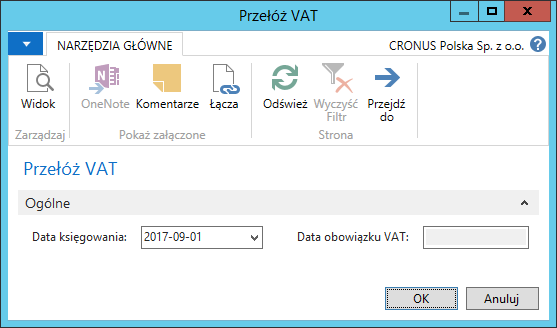 Przełóż VAT
NARZĘDZIA GŁÓWNE
CRONUS Polska Sp. z o.o.
Widok
OneNote
Komentarze
Łącza
Odśwież
Wyczyść
Filtr
Przejdź
do
Zarządzaj
Pokaż załączone
Strona
Przełóż VAT
Ogólne
Data księgowania: 2017-09-01
Data obowiązku VAT:
OK
Anuluj